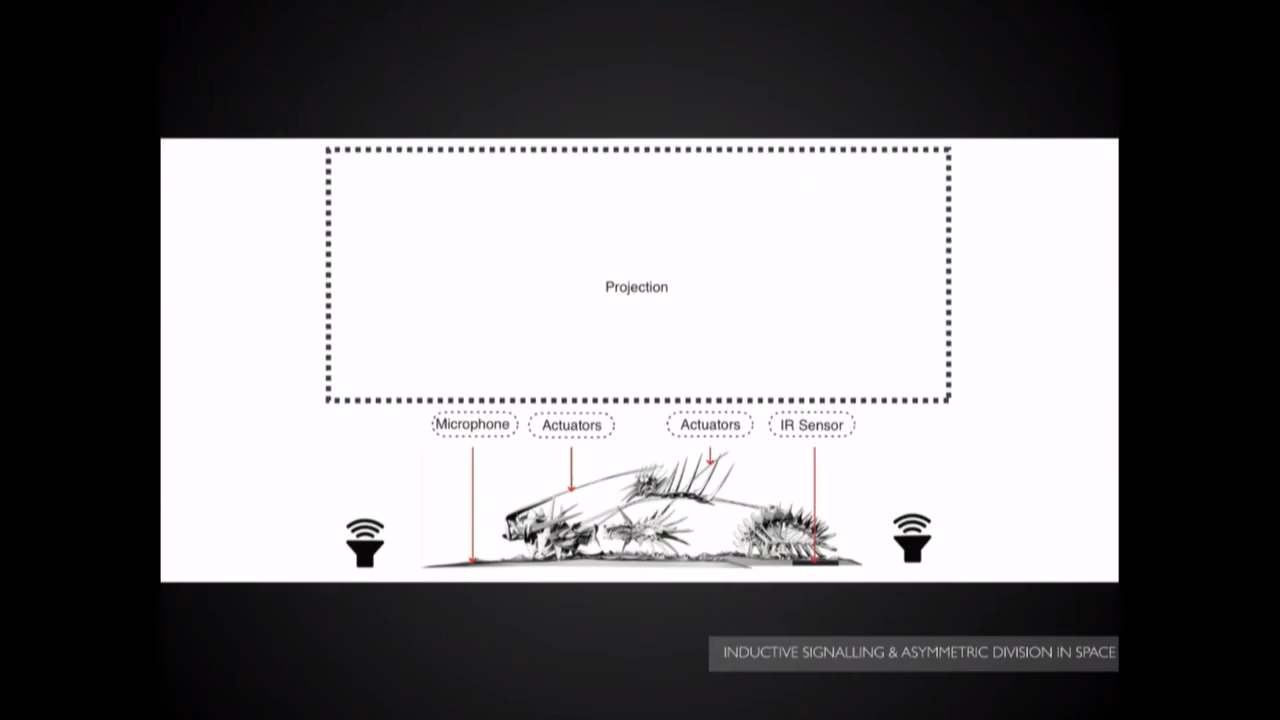 Projection
Microphone
Actuators
Actuators
IR Sensor
INDUCTIVE SIGNALLING & ASYMMETRIC DIVISION IN SPACE